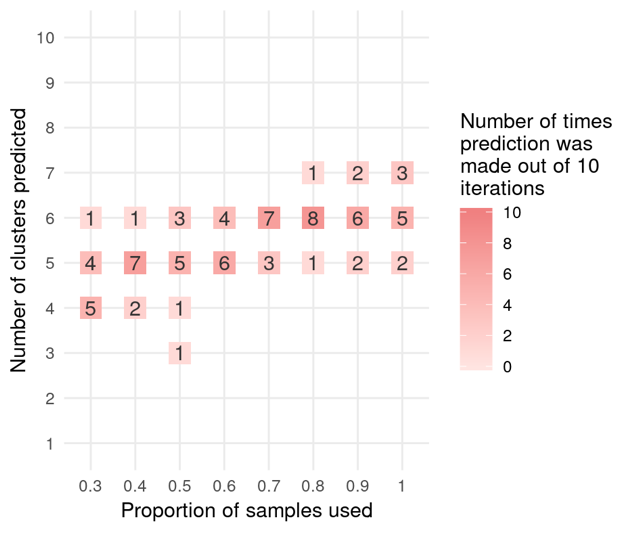 Number of clusters predicted
10
9
8
7
6
5
4
3
2
1
1 2 3
1 1 3 4 7 8 6 5
4 7 5 6 3 1 2 2
5 2 1
1
0.3 0.4 0.5 0.6 0.7 0.8 0.9 1
Proportion of samples used
Number of times
prediction was
made out of 10
iterations
10
8
6
4
2
0